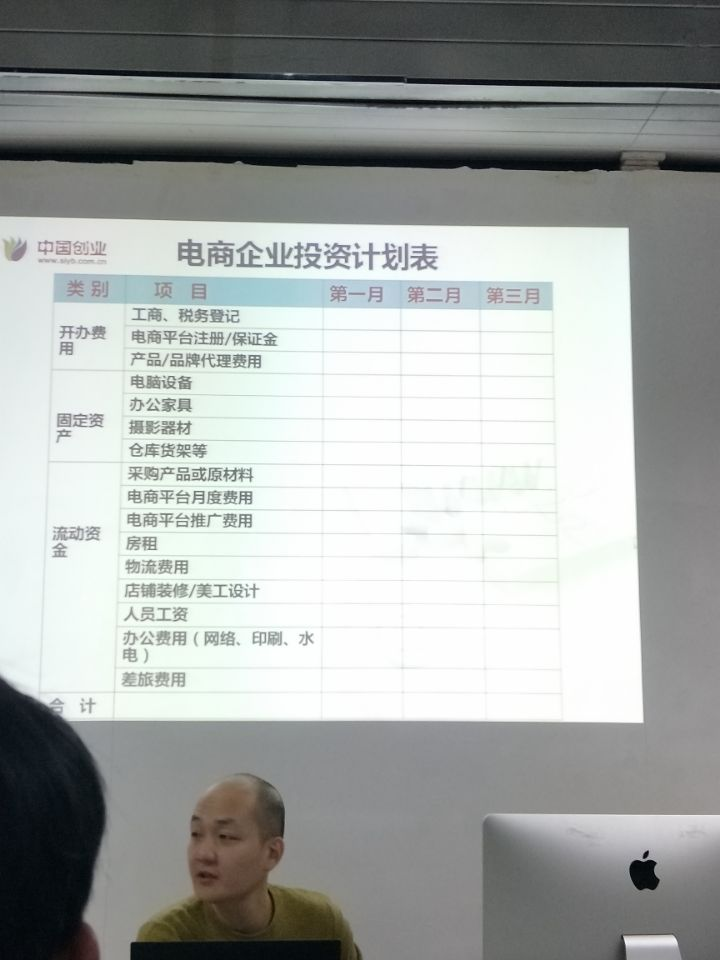 中国创业
www.siyb.com.cn
电商企业投资计划表
类 别 项 目 第一月 第二月 第三月
开办费
用
工商、税务登记
电商平台注册/保证金
产品/品牌代理费用
固定资
产
电脑设备
办公家具
摄影器材
仓库货架等
流动资
金
采购产品或原材料
电商平台月度费用
电商平台推广费用
房租
物流费用
店铺装修/美工设计
人员工资
办公费用（网络、印刷、水
电）
差旅费用
合 计